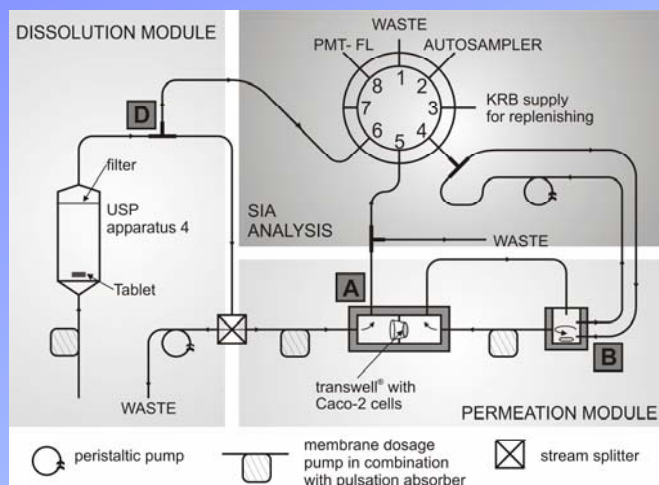 DISSOLUTION MODULE
WASTE
PMT- FL
AUTOSAMPLER
1
2
3
4
5
6
7
8
KRB supply
for replenishing
D
filter
USP
apparatus 4
Tablet
SIA
ANALYSIS
WASTE
A
B
WASTE
transwell® with
Caco-2 cells
PERMEATION MODULE
peristaltic pump
membrane dosage
pump in combination
with pulsation absorber
stream splitter